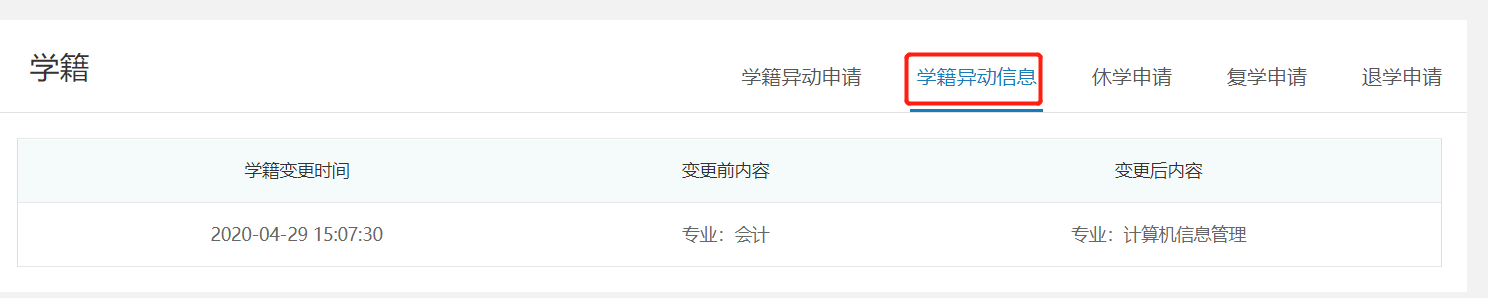 学籍
学籍异动申请 学籍异动信息 休学申请 复学申请 退学申请
学籍变更时间 变更前内容 变更后内容
2020-04-29 15:07:30 专业：会计 专业：计算机信息管理